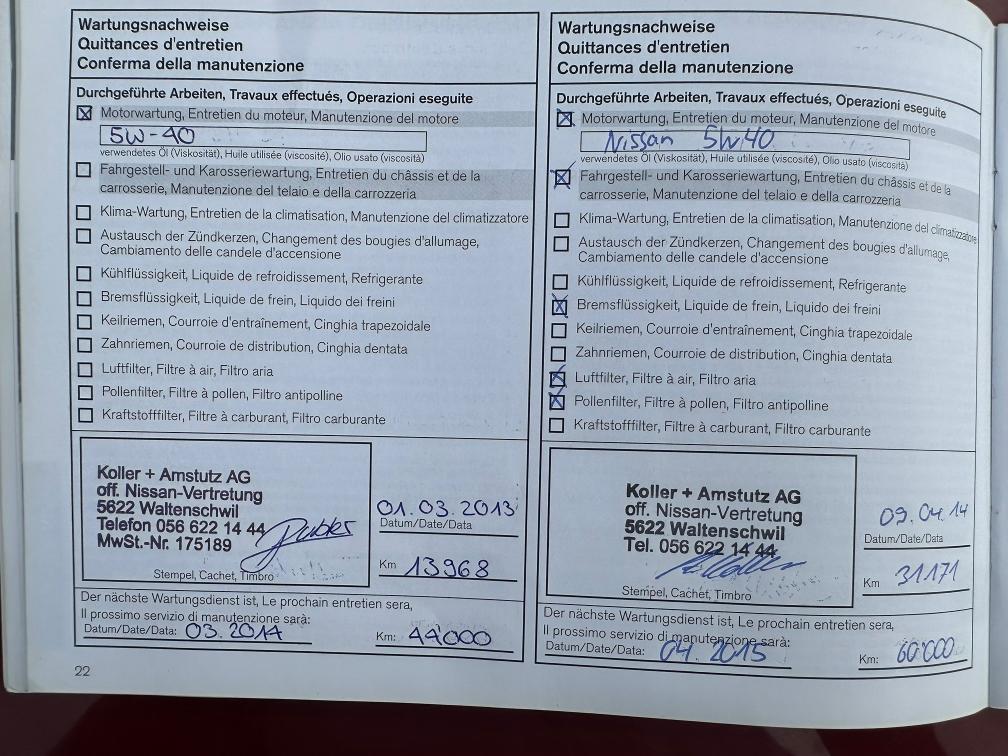 Wartungsnachweise
Quittances d'entretien
Conferma della manutenzione
Durchgeführte Arbeiten, Travaux effectués, Operazioni eseguite
Motorwartung, Entretien du moteur, Manutenzione del motore
5W-40
verwendetes Öl (Viskosität), Huile utilisée (viscosité), Olio usato (viscosità)
Fahrgestell- und Karosseriewartung, Entretien du châssis et de la
carrosserie, Manutenzione del telaio e della carrozzeria
Klima-Wartung, Entretien de la climatisation, Manutenzione del climatizzatore
Austausch der Zündkerzen, Changement des bougies d'allumage,
Cambiamento delle candele d'accensione
Kühlflüssigkeit, Liquide de refroidissement, Refrigerante
Bremsflüssigkeit, Liquide de frein, Liquido dei freini
Keilriemen, Courroie d'entraînement, Cinghia trapezoidale
Zahnriemen, Courroie de distribution, Cinghia dentata
Luftfilter, Filtre à air, Filtro aria
Pollenfilter, Filtre à pollen, Filtro antipolline
Kraftstofffilter, Filtre à carburant, Filtro carburante
Koller + Amstutz AG
off. Nissan-Vertretung
5622 Waltenschwil
Telefon 056 622 14 44
MwSt.-Nr. 175189
Stempel, Cachet, Timbro
01.03.2013
Datum/Date/Data
Km 13968
Der nächste Wartungsdienst ist, Le prochain entretien sera,
Il prossimo servizio di manutenzione sarà:
Datum/Date/Data: 03.2014 Km: 44000
22
Wartungsnachweise
Quittances d'entretien
Conferma della manutenzione
Durchgeführte Arbeiten, Travaux effectués, Operazioni eseguite
Motorwartung, Entretien du moteur, Manutenzione del motore
Nissan 5W40
verwendetes Öl (Viskosität), Huile utilisée (viscosité), Olio usato (viscosità)
Fahrgestell- und Karosseriewartung, Entretien du châssis et de la
carrosserie, Manutenzione del telaio e della carrozzeria
Klima-Wartung, Entretien de la climatisation, Manutenzione del climatizzatore
Austausch der Zündkerzen, Changement des bougies d'allumage,
Cambiamento delle candele d'accensione
Kühlflüssigkeit, Liquide de refroidissement, Refrigerante
Bremsflüssigkeit, Liquide de frein, Liquido dei freini
Keilriemen, Courroie d'entraînement, Cinghia trapezoidale
Zahnriemen, Courroie de distribution, Cinghia dentata
Luftfilter, Filtre à air, Filtro aria
Pollenfilter, Filtre à pollen, Filtro antipolline
Kraftstofffilter, Filtre à carburant, Filtro carburante
Koller + Amstutz AG
off. Nissan-Vertretung
5622 Waltenschwil
Tel. 056 622 14 44
Stempel, Cachet, Timbro
09.04.14
Datum/Date/Data
Km 31171
Der nächste Wartungsdienst ist, Le prochain entretien sera,
Il prossimo servizio di manutenzione sarà:
Datum/Date/Data: 04 2015 Km: 60'000